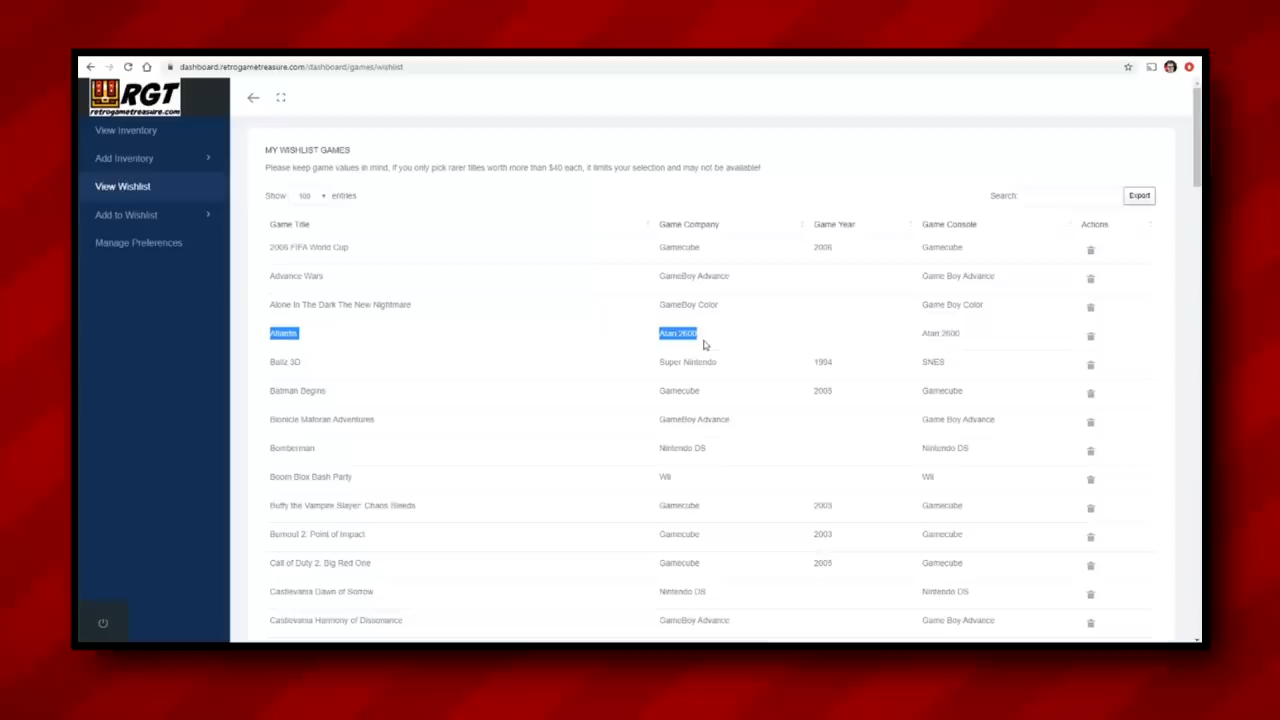 dashboard.retrogametreasure.com/dashboard/games/wishlist
RGT
retrogametreasure.com
View Inventory
Add Inventory
View Wishlist
Add to Wishlist
Manage Preferences
MY WISHLIST GAMES
Please keep game values in mind, if you only pick rarer titles worth more than $40 each, it limits your selection and may not be available!
Show 100 entries Search: Export
Game Title Game Company Game Year Game Console Actions
2006 FIFA World Cup Gamecube 2006 Gamecube
Advance Wars GameBoy Advance Game Boy Advance
Alone In The Dark The New Nightmare GameBoy Color Game Boy Color
Atlantis Atari 2600 Atari 2600
Ballz 3D Super Nintendo 1994 SNES
Batman Begins Gamecube 2005 Gamecube
Bionicle Matoran Adventures GameBoy Advance Game Boy Advance
Bomberman Nintendo DS Nintendo DS
Boom Blox Bash Party Wii Wii
Buffy the Vampire Slayer: Chaos Bleeds Gamecube 2003 Gamecube
Burnout 2: Point of Impact Gamecube 2003 Gamecube
Call of Duty 2: Big Red One Gamecube 2005 Gamecube
Castlevania Dawn of Sorrow Nintendo DS Nintendo DS
Castlevania Harmony of Dissonance GameBoy Advance Game Boy Advance